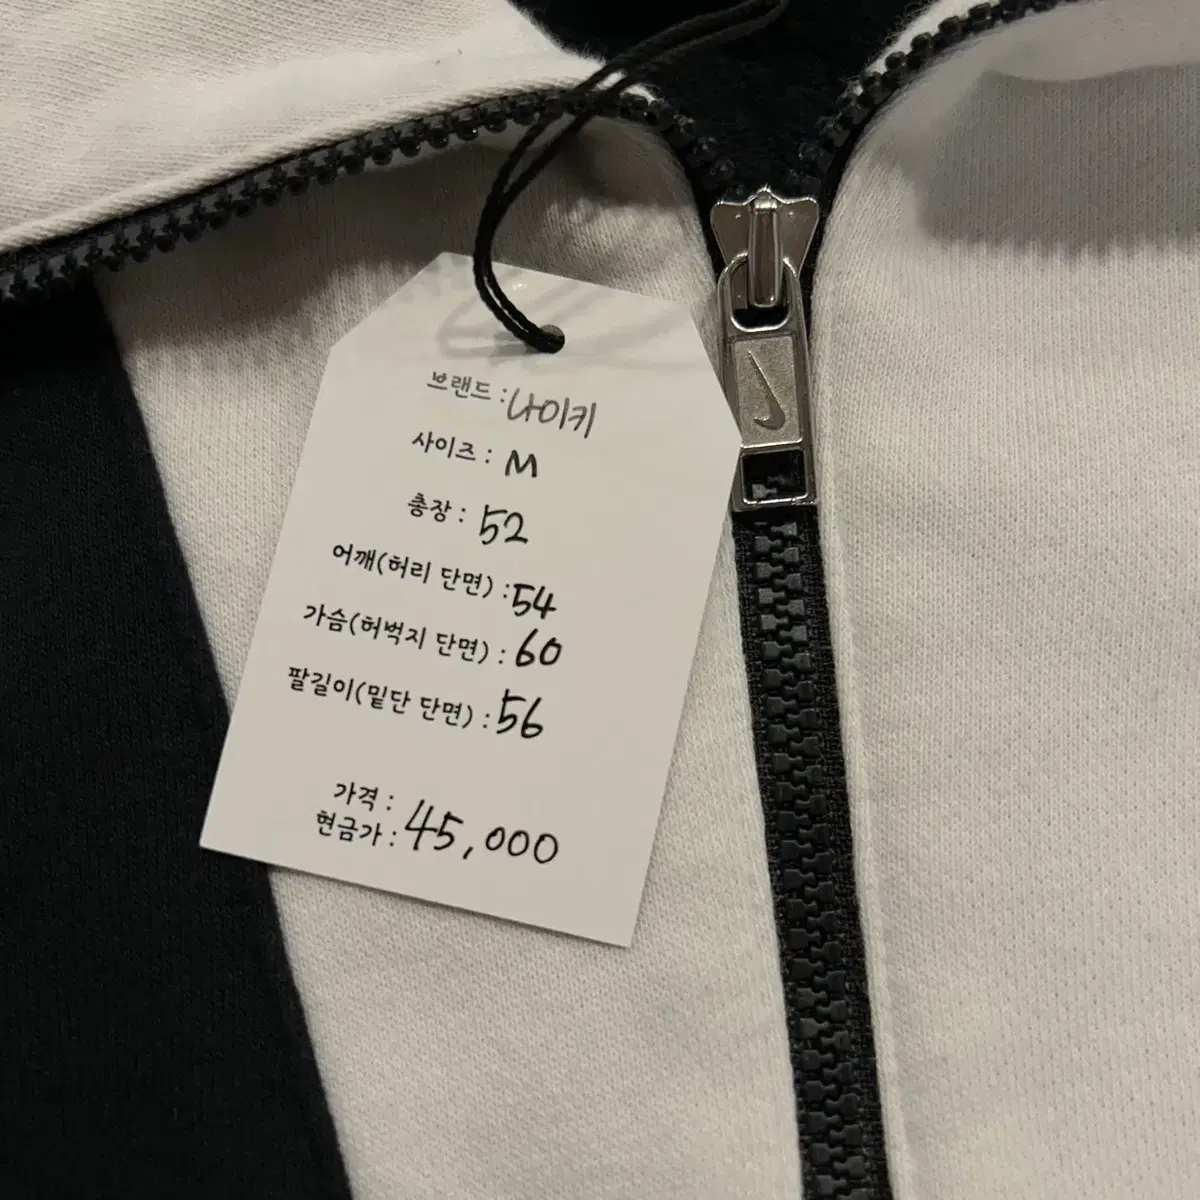 브랜드 : 나이키
사이즈 : M
총장 : 52
어깨(허리 단면) : 54
가슴(허벅지 단면) : 60
팔길이(밑단 단면) : 56
가격 :
현금가 : 45,000